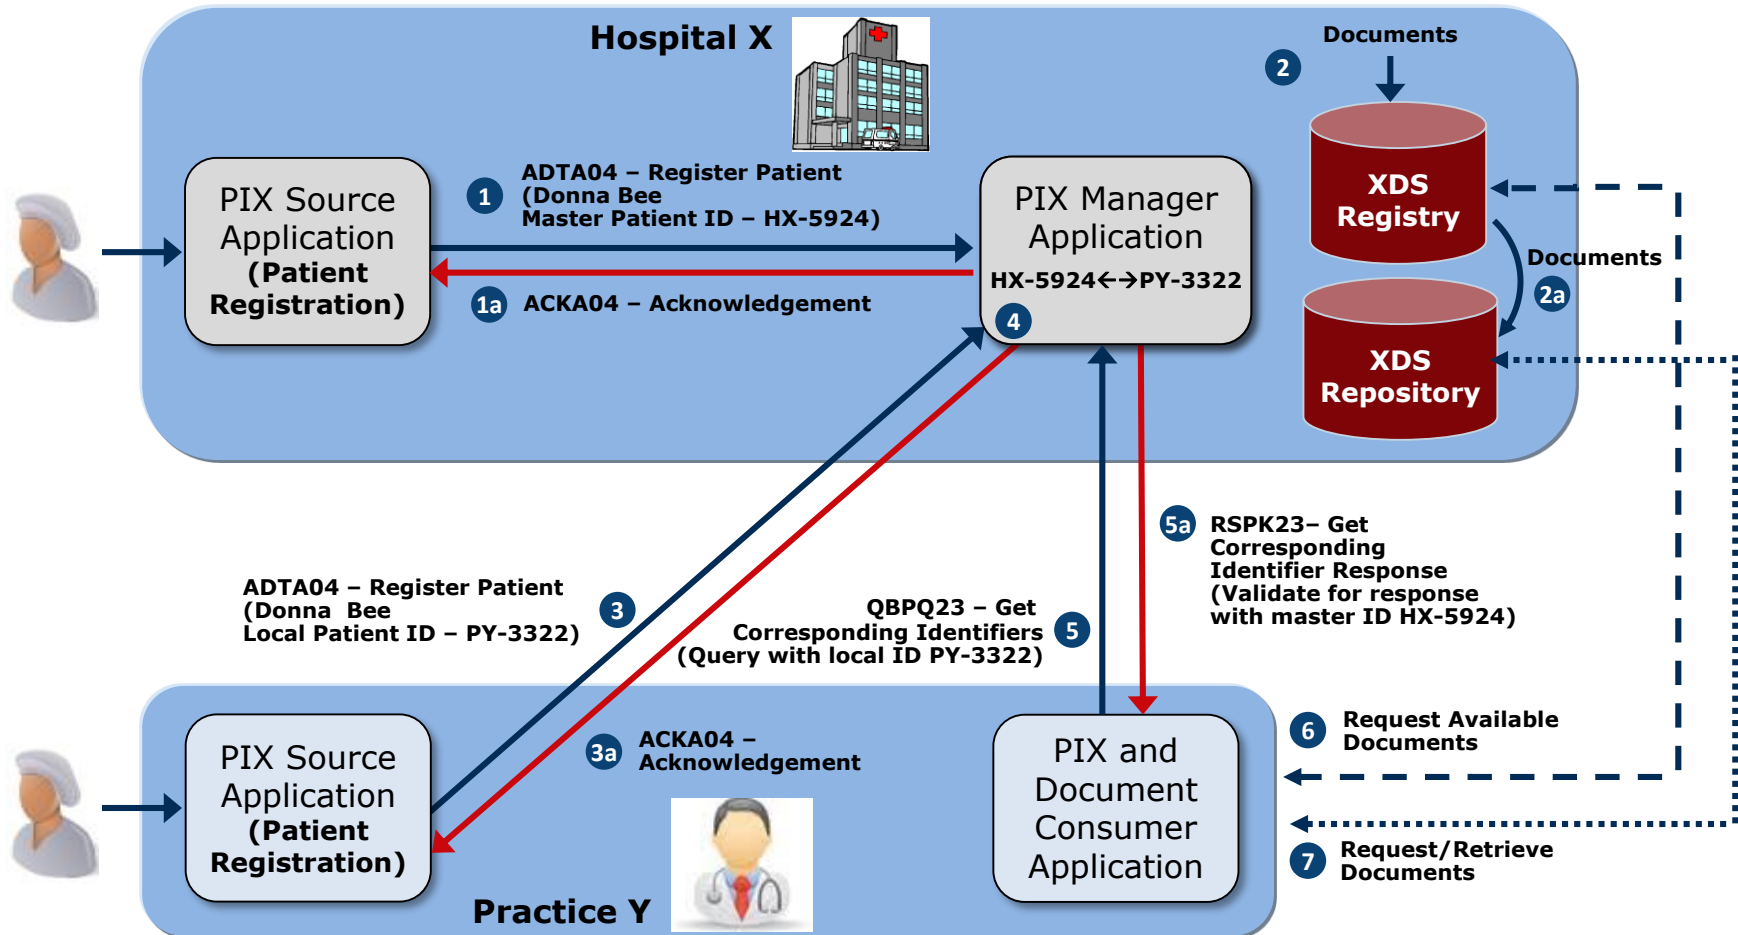 Hospital X
Documents
2
PIX Source
Application
(Patient
Registration)
1
ADTA04 – Register Patient
(Donna Bee
Master Patient ID – HX-5924)
1a
ACKA04 – Acknowledgement
PIX Manager
Application
HX-5924←→PY-3322
4
XDS
Registry
Documents
2a
XDS
Repository
ADTA04 – Register Patient
(Donna  Bee
Local Patient ID – PY-3322)
3
QBPQ23 – Get
Corresponding Identifiers
(Query with local ID PY-3322)
5
5a
RSPK23– Get
Corresponding
Identifier Response
(Validate for response
with master ID HX-5924)
PIX Source
Application
(Patient
Registration)
3a
ACKA04 –
Acknowledgement
PIX and
Document
Consumer
Application
6
Request Available
Documents
7
Request/Retrieve
Documents
Practice Y